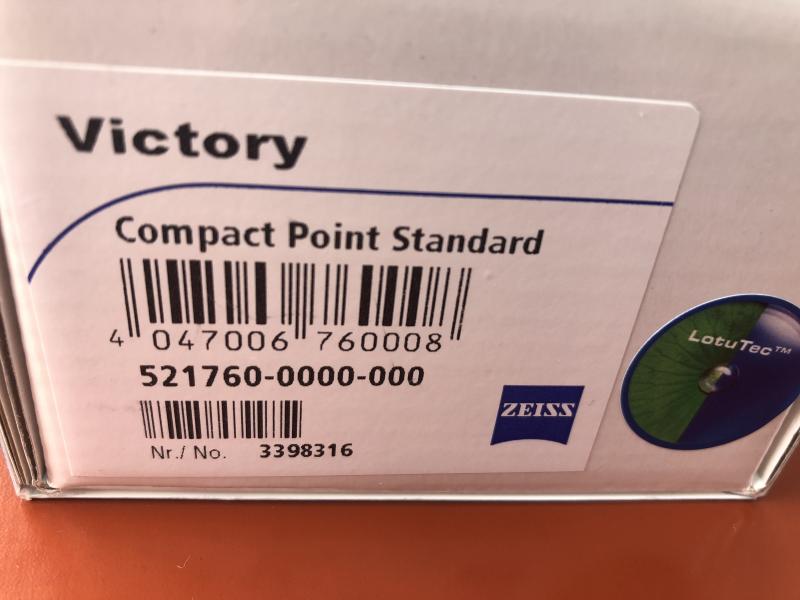 Victory
Compact Point Standard
4 047006 760008
521760-0000-000
ZEISS
Nr./ No. 3398316
LotuTec™